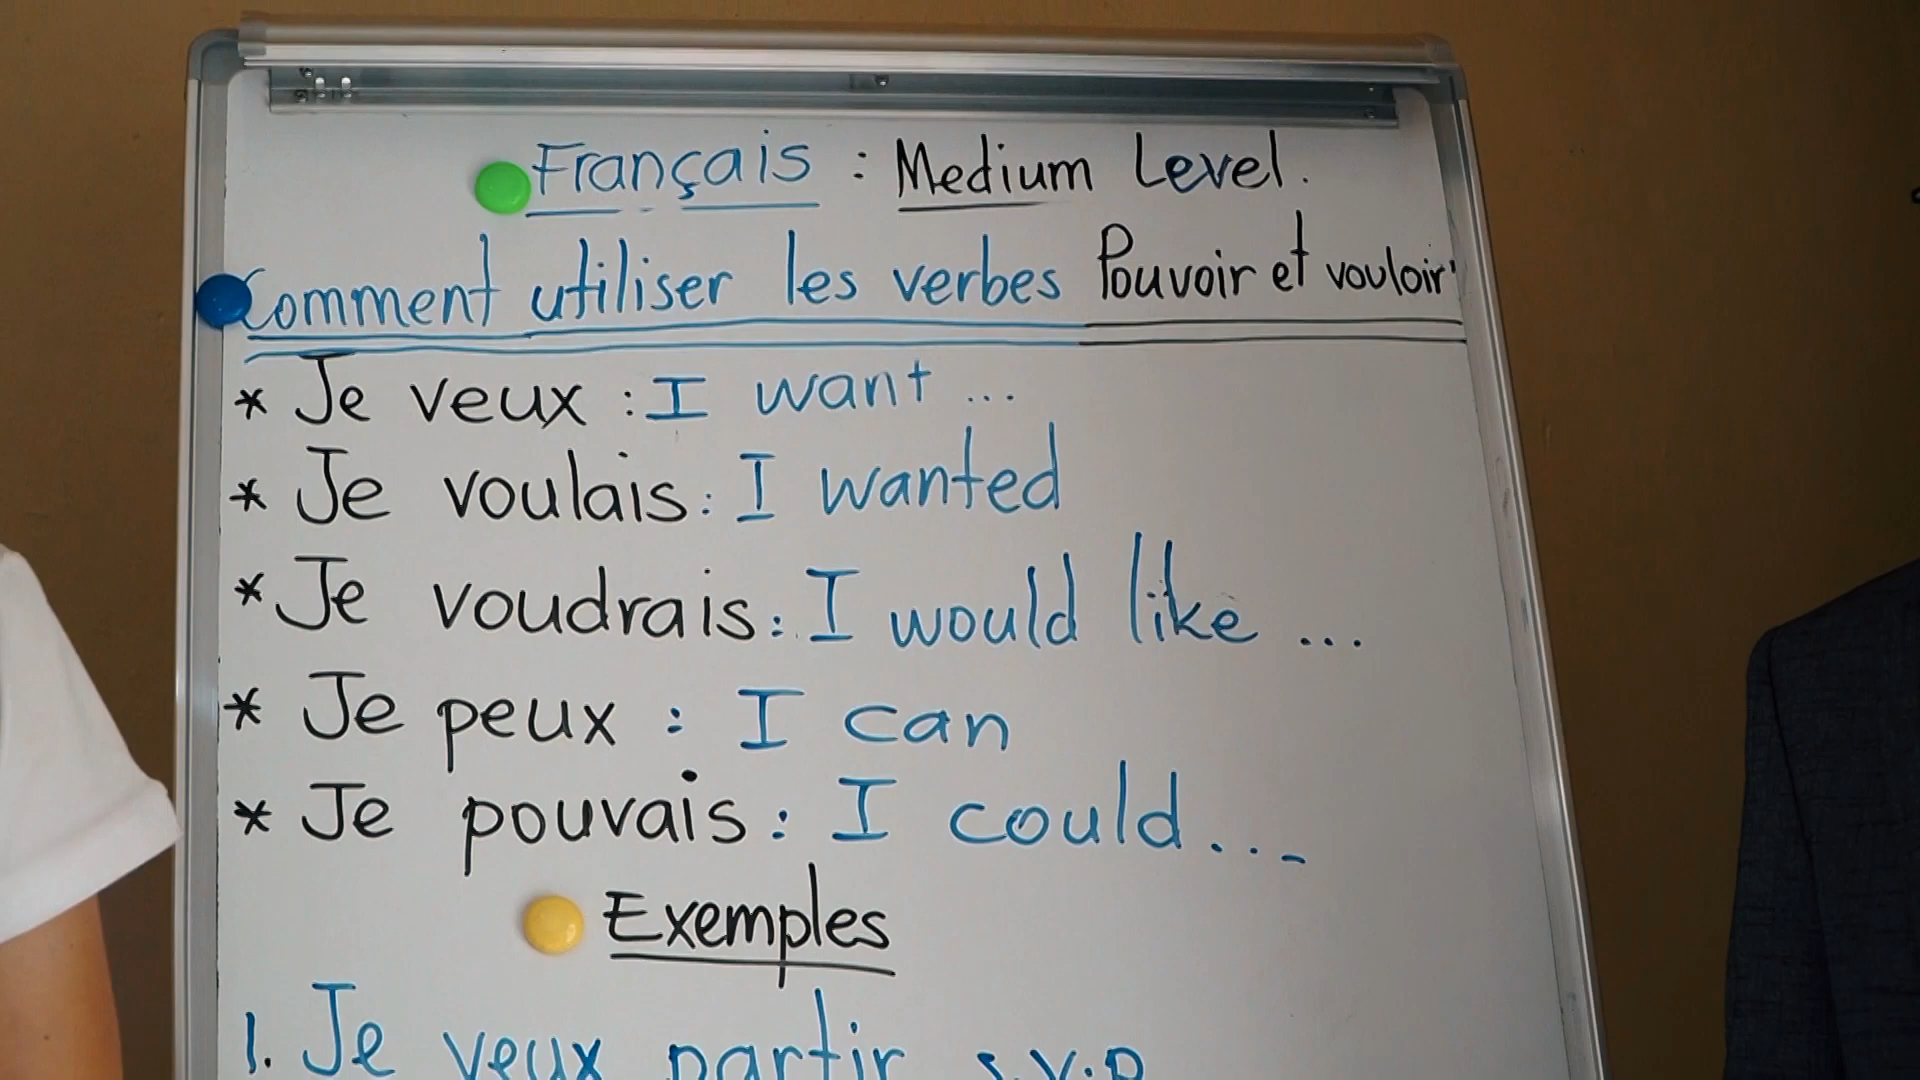 Français : Medium Level.
Comment utiliser les verbes Pouvoir et vouloir
* Je veux : I want ...
* Je voulais : I wanted
* Je voudrais : I would like ...
* Je peux : I can
* Je pouvais : I could ...
Exemples
1. Je veux partir s.v.p